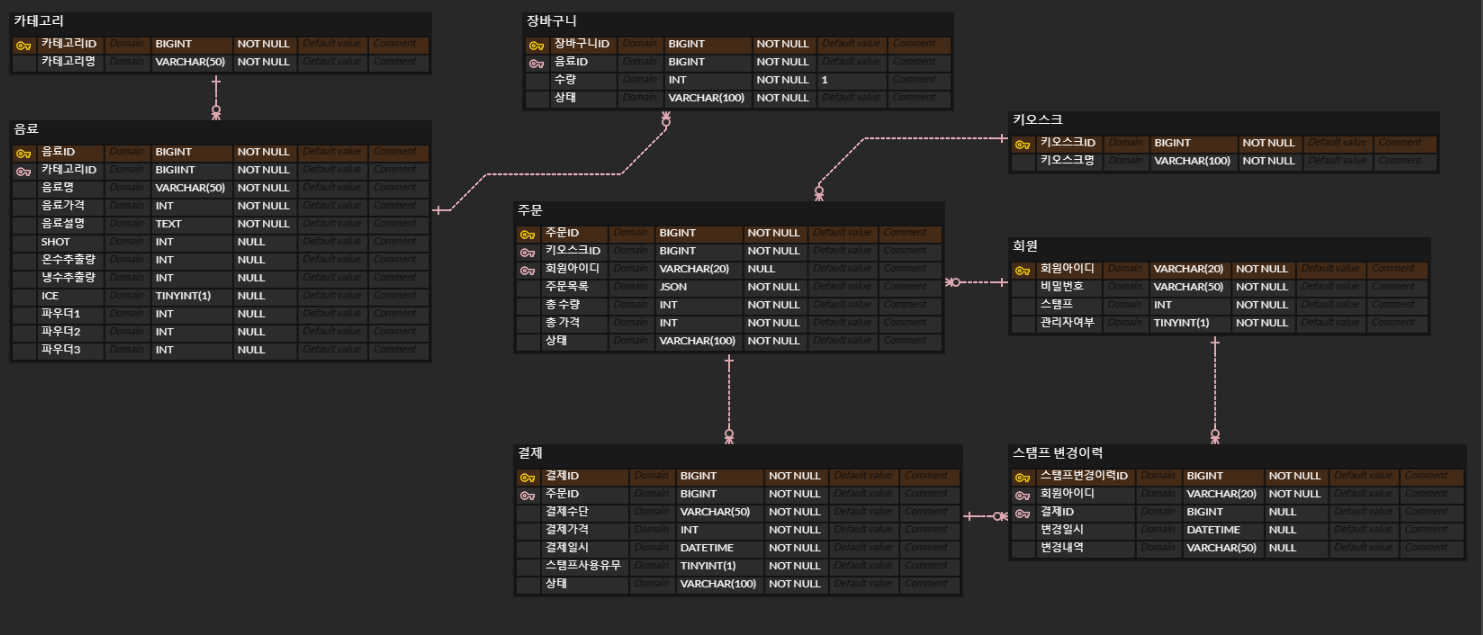 카테고리
카테고리ID Domain BIGINT NOT NULL Default value Comment
카테고리명 Domain VARCHAR(50) NOT NULL Default value Comment
음료
음료ID Domain BIGINT NOT NULL Default value Comment
카테고리ID Domain BIGIINT NOT NULL Default value Comment
음료명 Domain VARCHAR(50) NOT NULL Default value Comment
음료가격 Domain INT NOT NULL Default value Comment
음료설명 Domain TEXT NOT NULL Default value Comment
SHOT Domain INT NULL Default value Comment
온수추출량 Domain INT NULL Default value Comment
냉수추출량 Domain INT NULL Default value Comment
ICE Domain TINYINT(1) NULL Default value Comment
파우더1 Domain INT NULL Default value Comment
파우더2 Domain INT NULL Default value Comment
파우더3 Domain INT NULL Default value Comment
장바구니
장바구니ID Domain BIGINT NOT NULL Default value Comment
음료ID Domain BIGINT NOT NULL Default value Comment
수량 Domain INT NOT NULL 1 Comment
상태 Domain VARCHAR(100) NOT NULL Default value Comment
키오스크
키오스크ID Domain BIGINT NOT NULL Default value Comment
키오스크명 Domain VARCHAR(100) NOT NULL Default value Comment
주문
주문ID Domain BIGINT NOT NULL Default value Comment
키오스크ID Domain BIGINT NOT NULL Default value Comment
회원아이디 Domain VARCHAR(20) NULL Default value Comment
주문목록 Domain JSON NOT NULL Default value Comment
총 수량 Domain INT NOT NULL Default value Comment
총 가격 Domain INT NOT NULL Default value Comment
상태 Domain VARCHAR(100) NOT NULL Default value Comment
회원
회원아이디 Domain VARCHAR(20) NOT NULL Default value Comment
비밀번호 Domain VARCHAR(50) NOT NULL Default value Comment
스탬프 Domain INT NOT NULL Default value Comment
관리자여부 Domain TINYINT(1) NOT NULL Default value Comment
결제
결제ID Domain BIGINT NOT NULL Default value Comment
주문ID Domain BIGINT NOT NULL Default value Comment
결제수단 Domain VARCHAR(50) NOT NULL Default value Comment
결제가격 Domain INT NOT NULL Default value Comment
결제일시 Domain DATETIME NOT NULL Default value Comment
스탬프사용유무 Domain TINYINT(1) NOT NULL Default value Comment
상태 Domain VARCHAR(100) NOT NULL Default value Comment
스탬프 변경이력
스탬프변경이력ID Domain BIGINT NOT NULL Default value Comment
회원아이디 Domain VARCHAR(20) NOT NULL Default value Comment
결제ID Domain BIGINT NULL Default value Comment
변경일시 Domain DATETIME NULL Default value Comment
변경내역 Domain VARCHAR(50) NULL Default value Comment